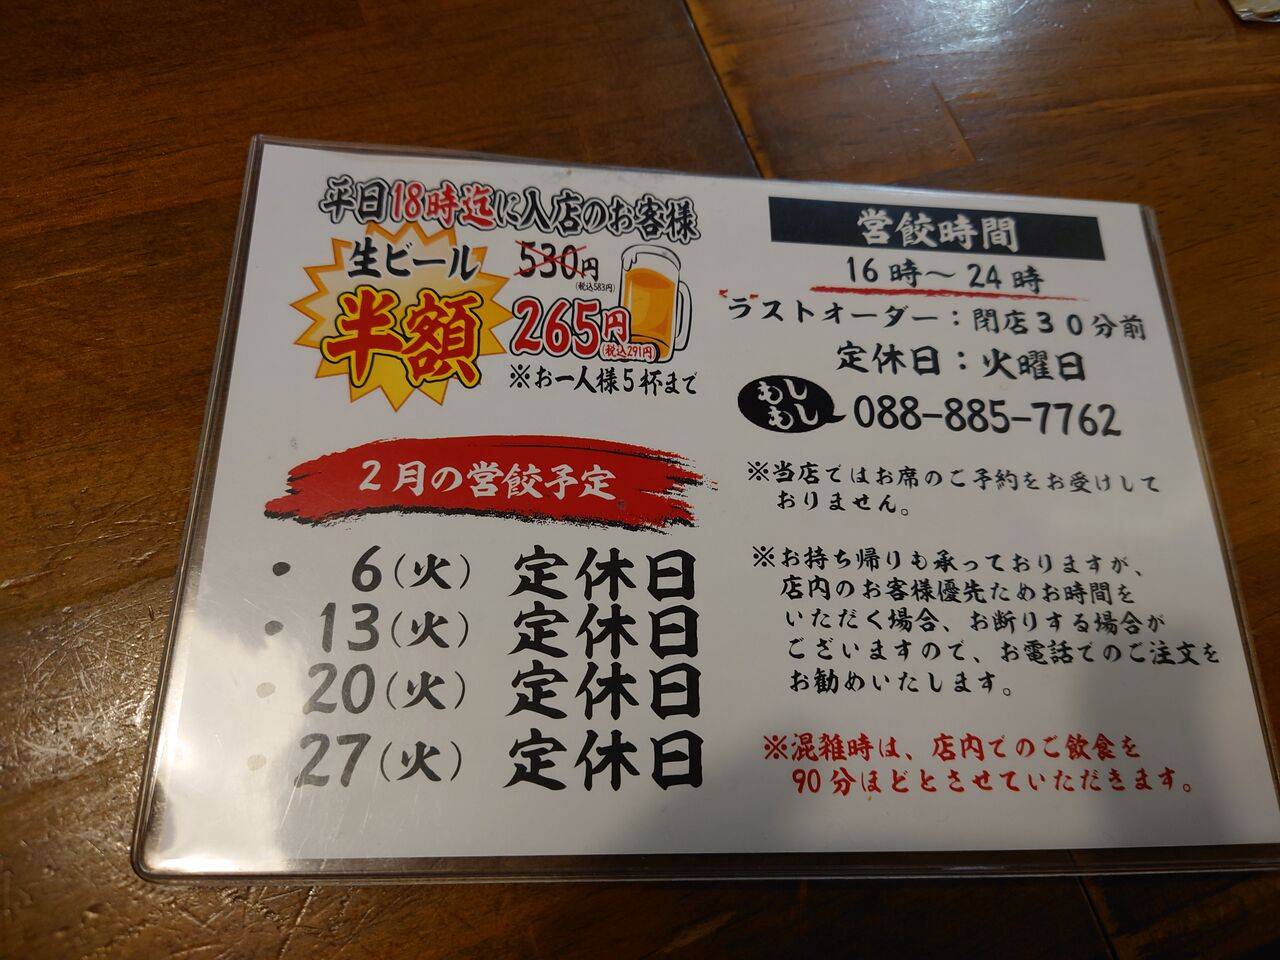 平日18時迄に入店のお客様
生ビール
半額
530円
(税込583円)
265円
(税込291円)
※お一人様5杯まで
2月の営餃予定
・ 6(火) 定休日
・ 13(火) 定休日
・ 20(火) 定休日
・ 27(火) 定休日
営餃時間
16時～24時
ラストオーダー：閉店30分前
定休日：火曜日
もし
もし
088-885-7762
※当店ではお席のご予約をお受けして
おりません。
※お持ち帰りも承っておりますが、
店内のお客様優先ためお時間を
いただく場合、お断りする場合が
ございますので、お電話でのご注文を
お勧めいたします。
※混雑時は、店内でのご飲食を
90分ほどとさせていただきます。